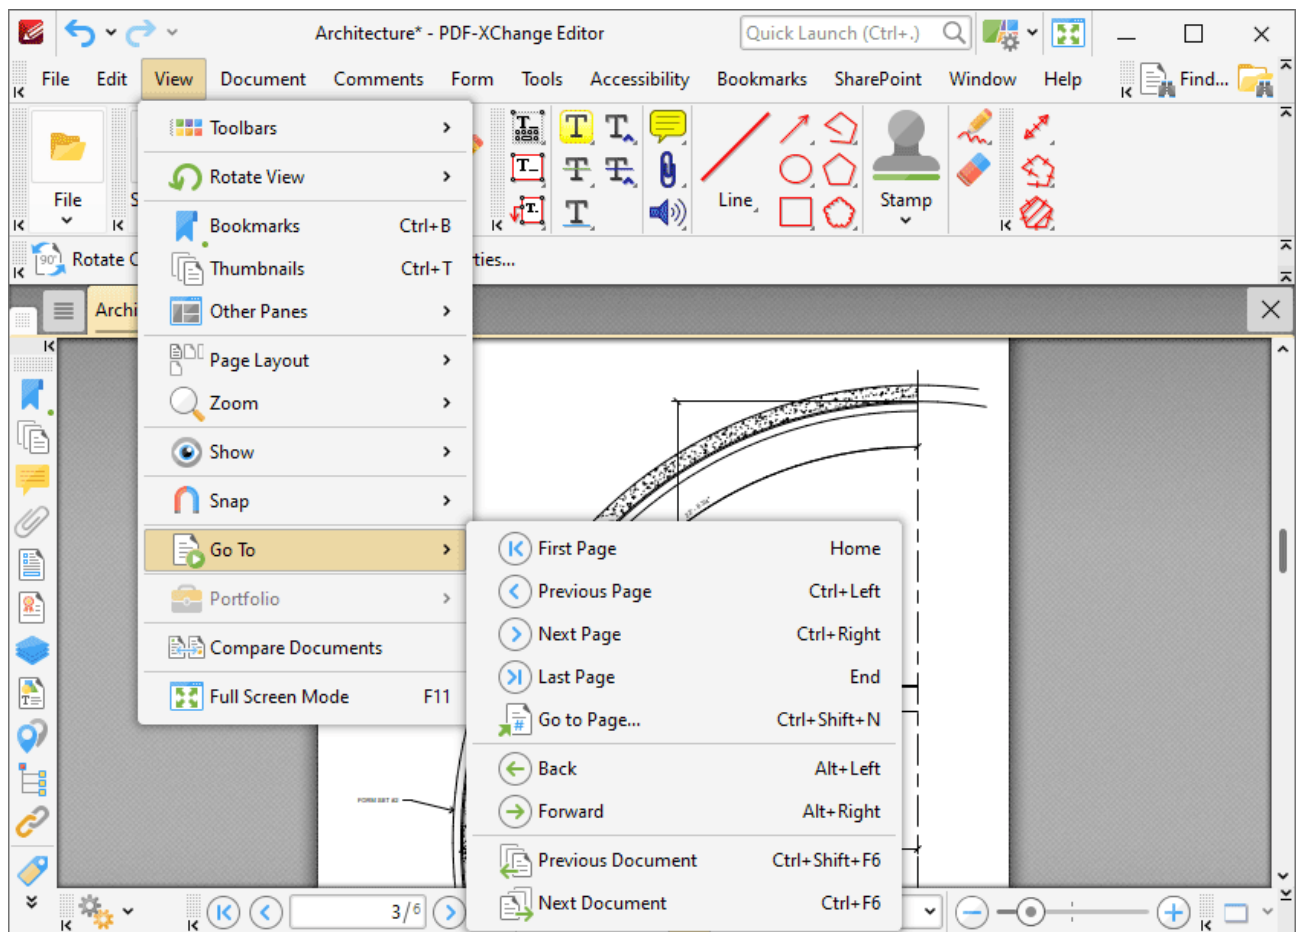 Architecture* - PDF-XChange Editor
Quick Launch (Ctrl+.)
File Edit View Document Comments Form Tools Accessibility Bookmarks SharePoint Window Help Find...
File
Line
Stamp
90°
Rotate
Archi
Toolbars
Rotate View
Bookmarks Ctrl+B
Thumbnails Ctrl+T
Other Panes
Page Layout
Zoom
Show
Snap
Go To
Portfolio
Compare Documents
Full Screen Mode F11
First Page Home
Previous Page Ctrl+Left
Next Page Ctrl+Right
Last Page End
Go to Page... Ctrl+Shift+N
Back Alt+Left
Forward Alt+Right
Previous Document Ctrl+Shift+F6
Next Document Ctrl+F6
3/6